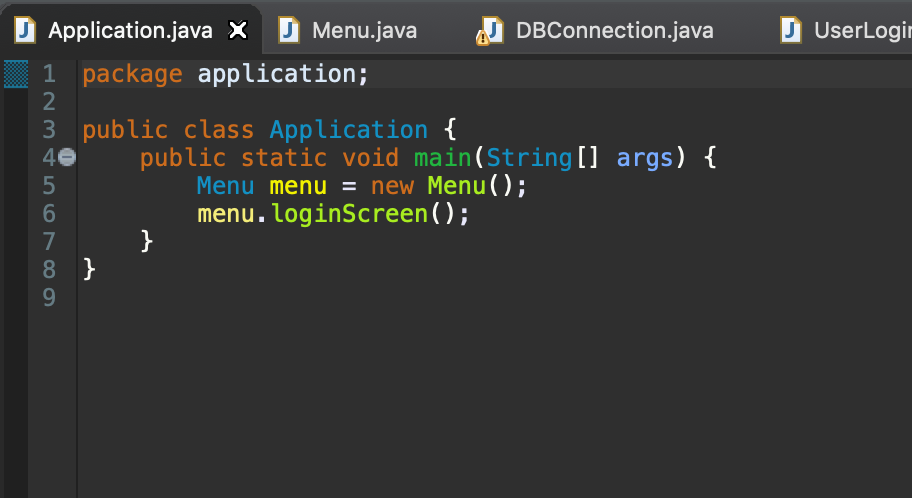 Application.java Menu.java DBConnection.java
1 package application;
2
3 public class Application {
4 public static void main(String[] args) {
5 Menu menu = new Menu();
6 menu.loginScreen();
7 }
8 }
9